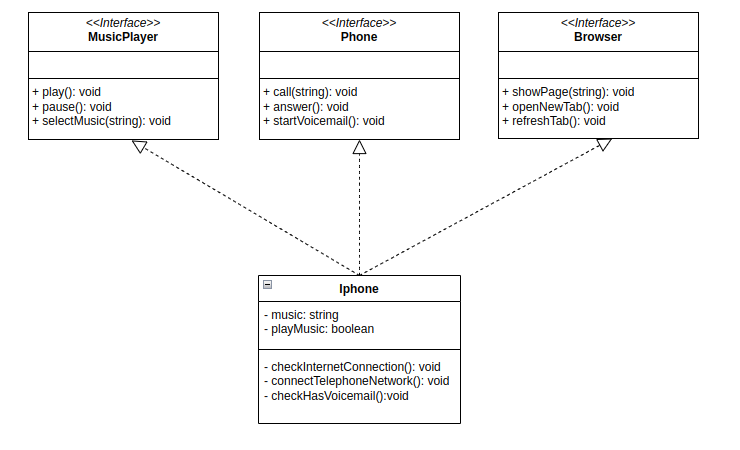 <<Interface>>
MusicPlayer
+ play(): void
+ pause(): void
+ selectMusic(string): void
<<Interface>>
Phone
+ call(string): void
+ answer(): void
+ startVoicemail(): void
<<Interface>>
Browser
+ showPage(string): void
+ openNewTab(): void
+ refreshTab(): void
Iphone
- music: string
- playMusic: boolean
- checkInternetConnection(): void
- connectTelephoneNetwork(): void
- checkHasVoicemail():void